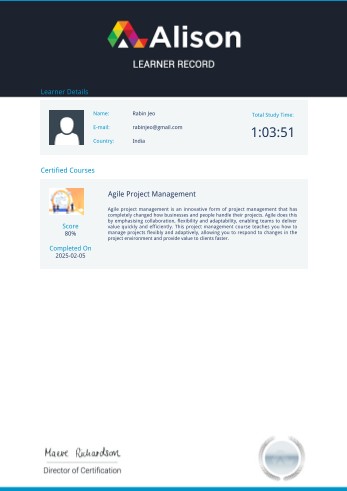 Alison
LEARNER RECORD
Learner Details
Name: Rabin jeo
E-mail: rabinjeo@gmail.com
Country: India
Total Study Time:
1:03:51
Certified Courses
Score
80%
Completed On
2025-02-05
Agile Project Management
Agile project management is an innovative form of project management that has
completely changed how businesses and people handle their projects. Agile does this
by emphasising collaboration, flexibility and adaptability, enabling teams to deliver
value quickly and efficiently. This project management course teaches you how to
manage projects flexibly and adaptively, allowing you to respond to changes in the
project environment and provide value to clients faster.
Maeve Richardson
Director of Certification